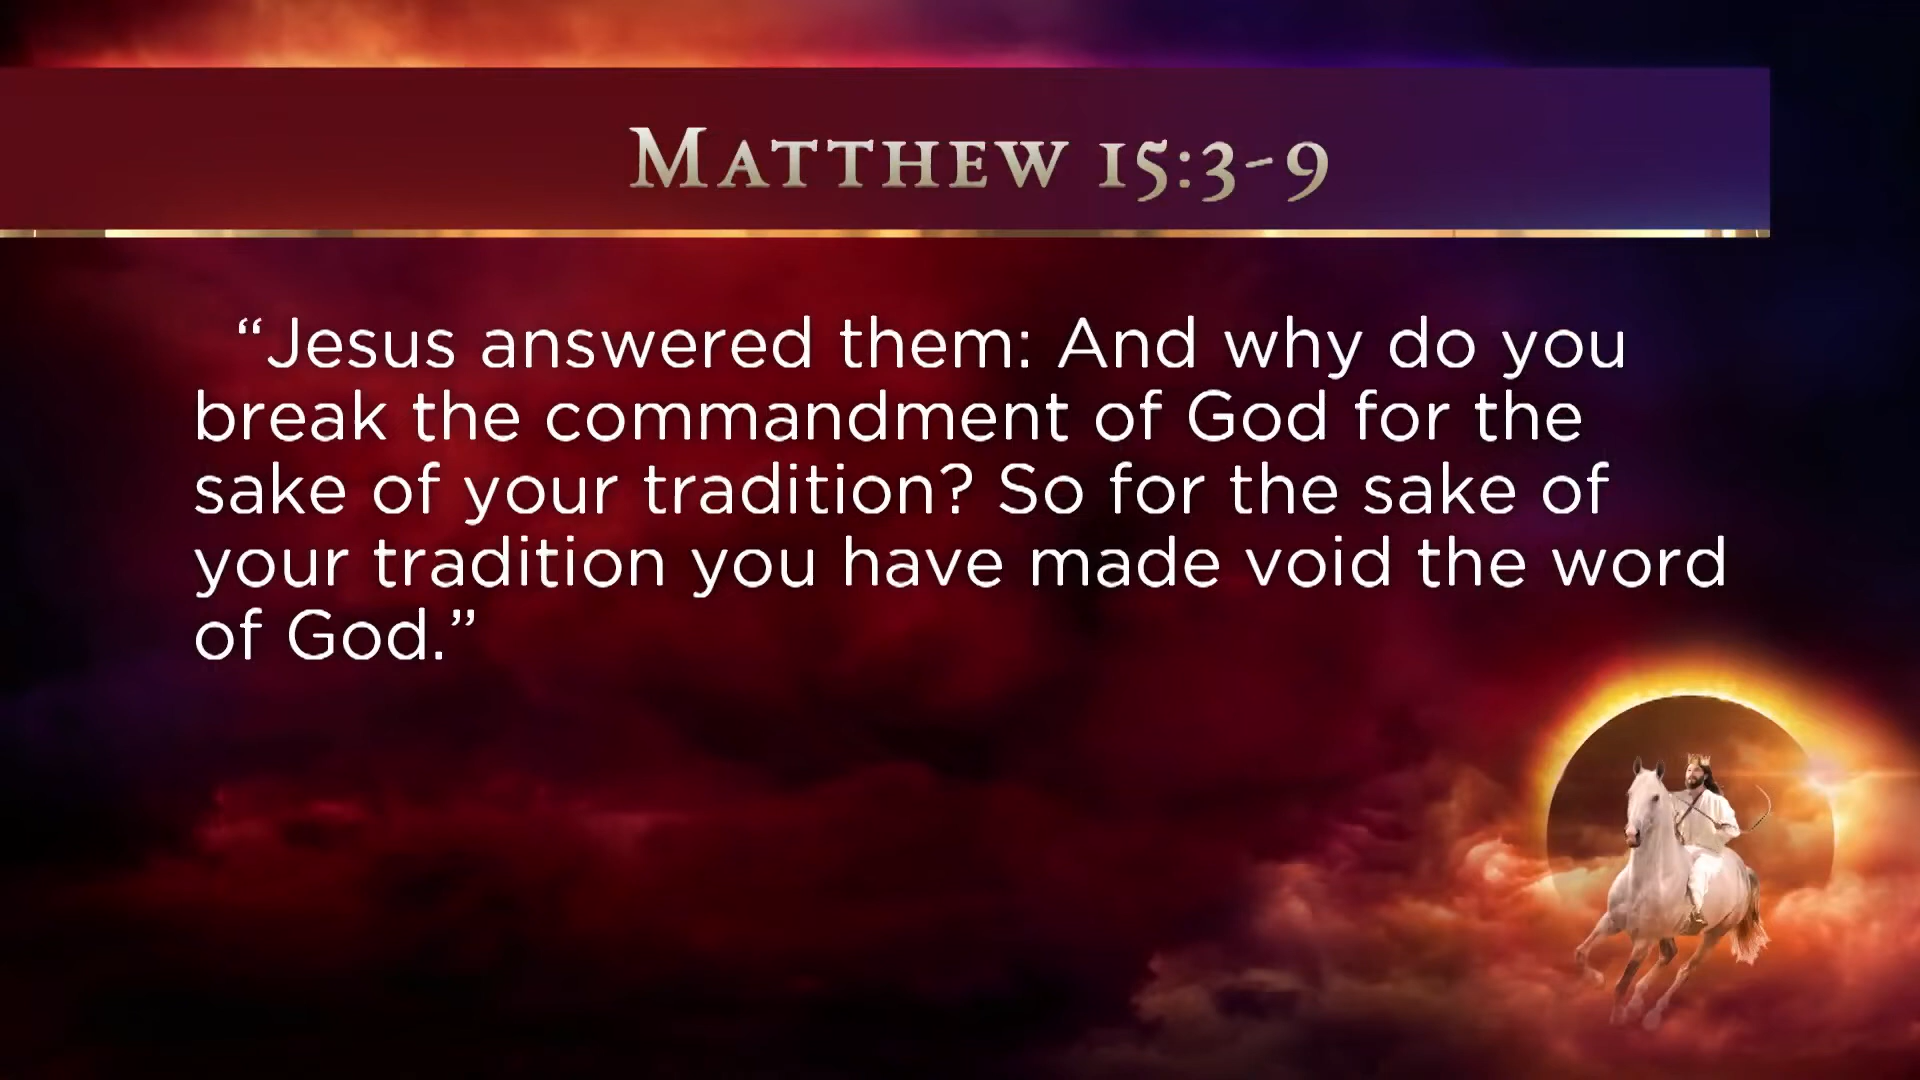 Matthew 15:3-9
“Jesus answered them: And why do you
break the commandment of God for the
sake of your tradition? So for the sake of
your tradition you have made void the word
of God.”